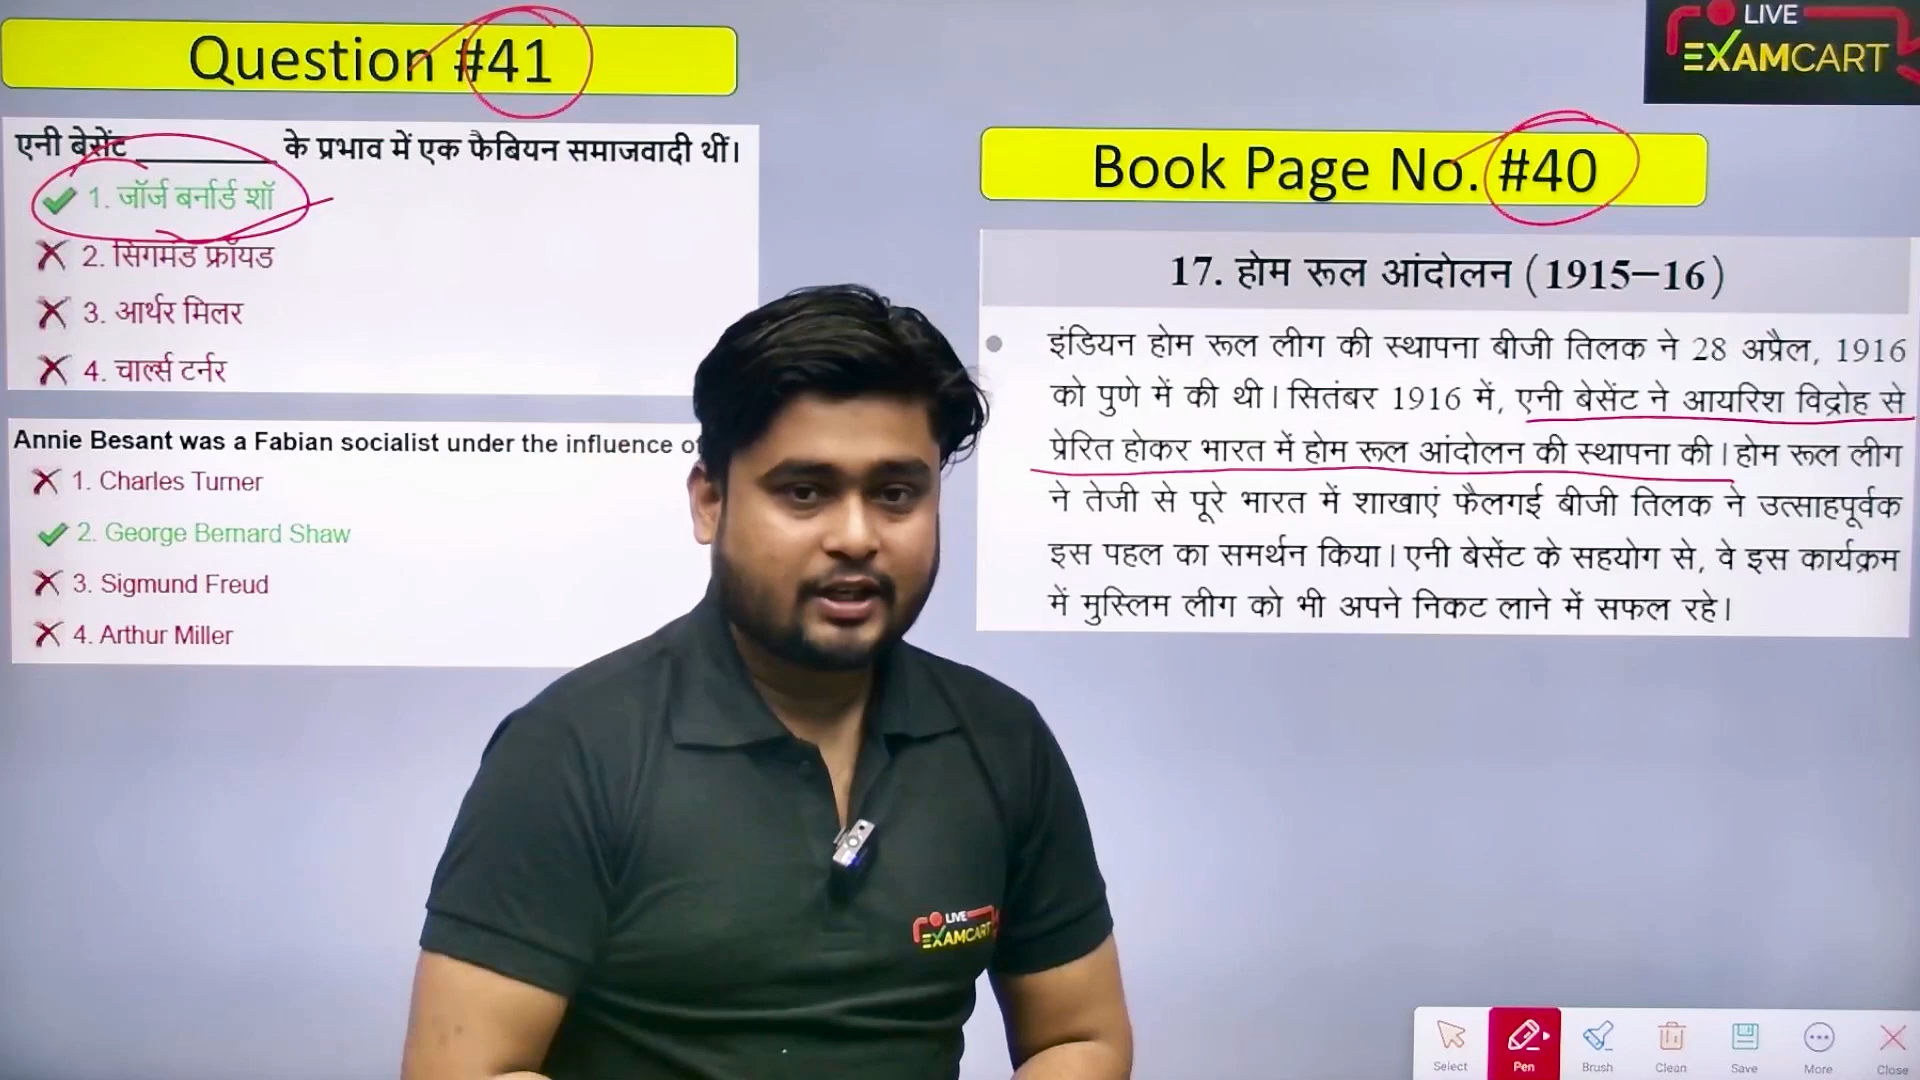 Question #41
एनी बेसेंट ____________ के प्रभाव में एक फैबियन समाजवादी थीं।
1. जॉर्ज बर्नार्ड शॉ
2. सिगमंड फ्रॉयड
3. आर्थर मिलर
4. चार्ल्स टर्नर
Annie Besant was a Fabian socialist under the influence of
1. Charles Turner
2. George Bernard Shaw
3. Sigmund Freud
4. Arthur Miller
LIVE
EXAMCART
Book Page No. #40
17. होम रूल आंदोलन (1915–16)
इंडियन होम रूल लीग की स्थापना बीजी तिलक ने 28 अप्रैल, 1916
को पुणे में की थी। सितंबर 1916 में, एनी बेसेंट ने आयरिश विद्रोह से
प्रेरित होकर भारत में होम रूल आंदोलन की स्थापना की। होम रूल लीग
ने तेजी से पूरे भारत में शाखाएं फैलगई बीजी तिलक ने उत्साहपूर्वक
इस पहल का समर्थन किया। एनी बेसेंट के सहयोग से, वे इस कार्यक्रम
में मुस्लिम लीग को भी अपने निकट लाने में सफल रहे।
LIVE
EXAMCART
Select
Pen
Brush
Clean
Save
More
Close